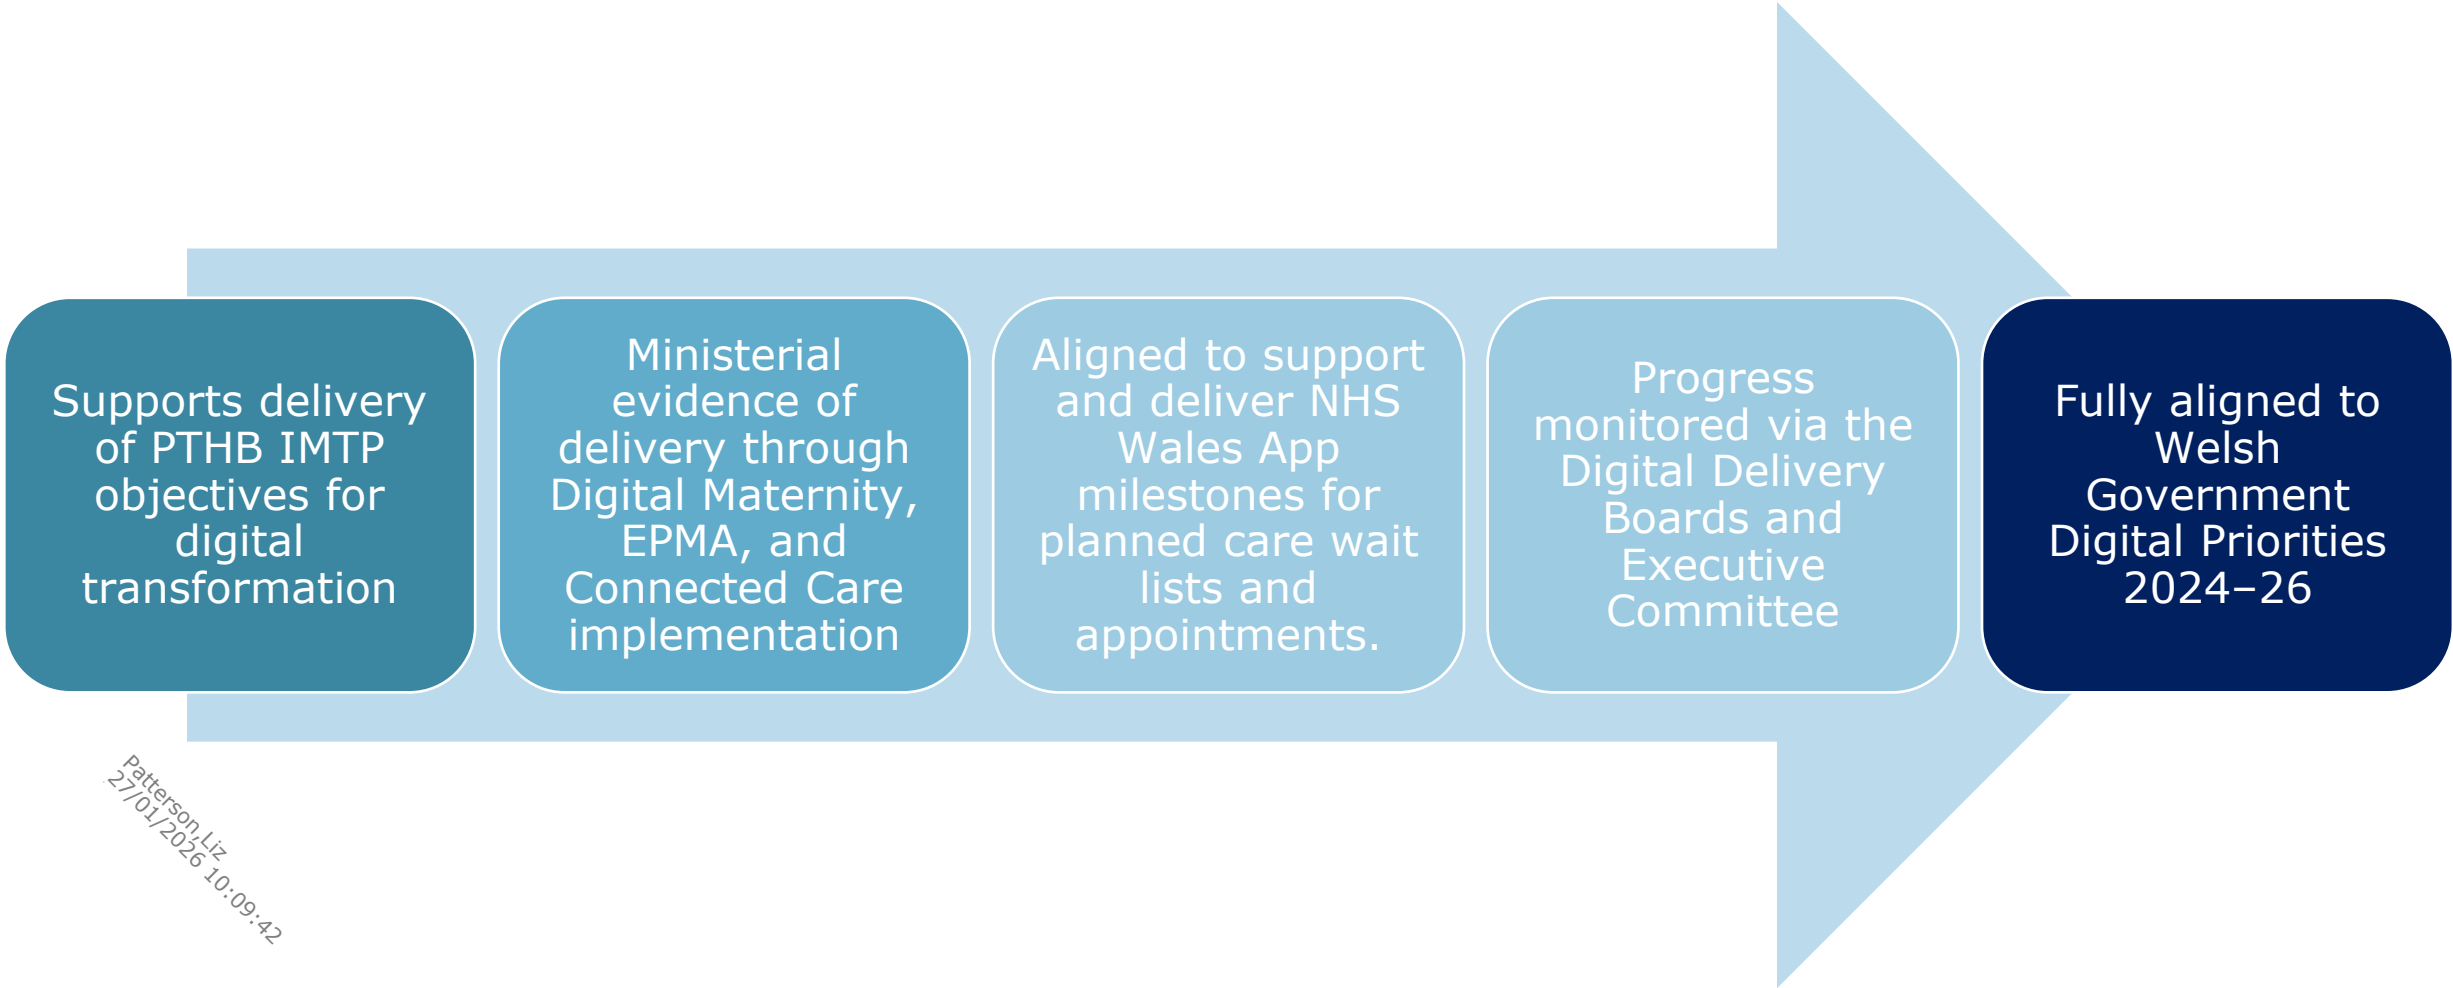 Supports delivery
of PTHB IMTP
objectives for
digital
transformation
Ministerial
evidence of
delivery through
Digital Maternity,
EPMA, and
Connected Care
implementation
Aligned to support
and deliver NHS
Wales App
milestones for
planned care wait
lists and
appointments.
Progress
monitored via the
Digital Delivery
Boards and
Executive
Committee
Fully aligned to
Welsh
Government
Digital Priorities
2024–26
Patterson,Liz
27/01/2026 10:09:42